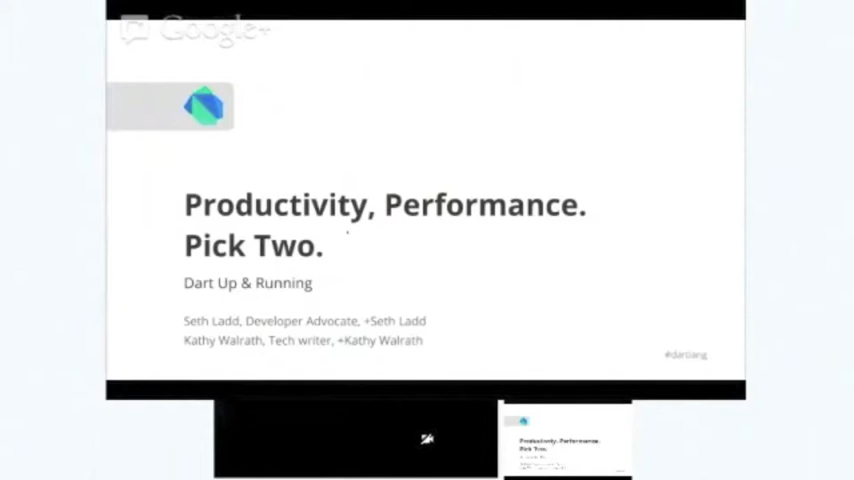 Google+
Productivity, Performance.
Pick Two.
Dart Up & Running
Seth Ladd, Developer Advocate, +Seth Ladd
Kathy Walrath, Tech writer, +Kathy Walrath
#dartlang
Productivity. Performance.
Pick Two.